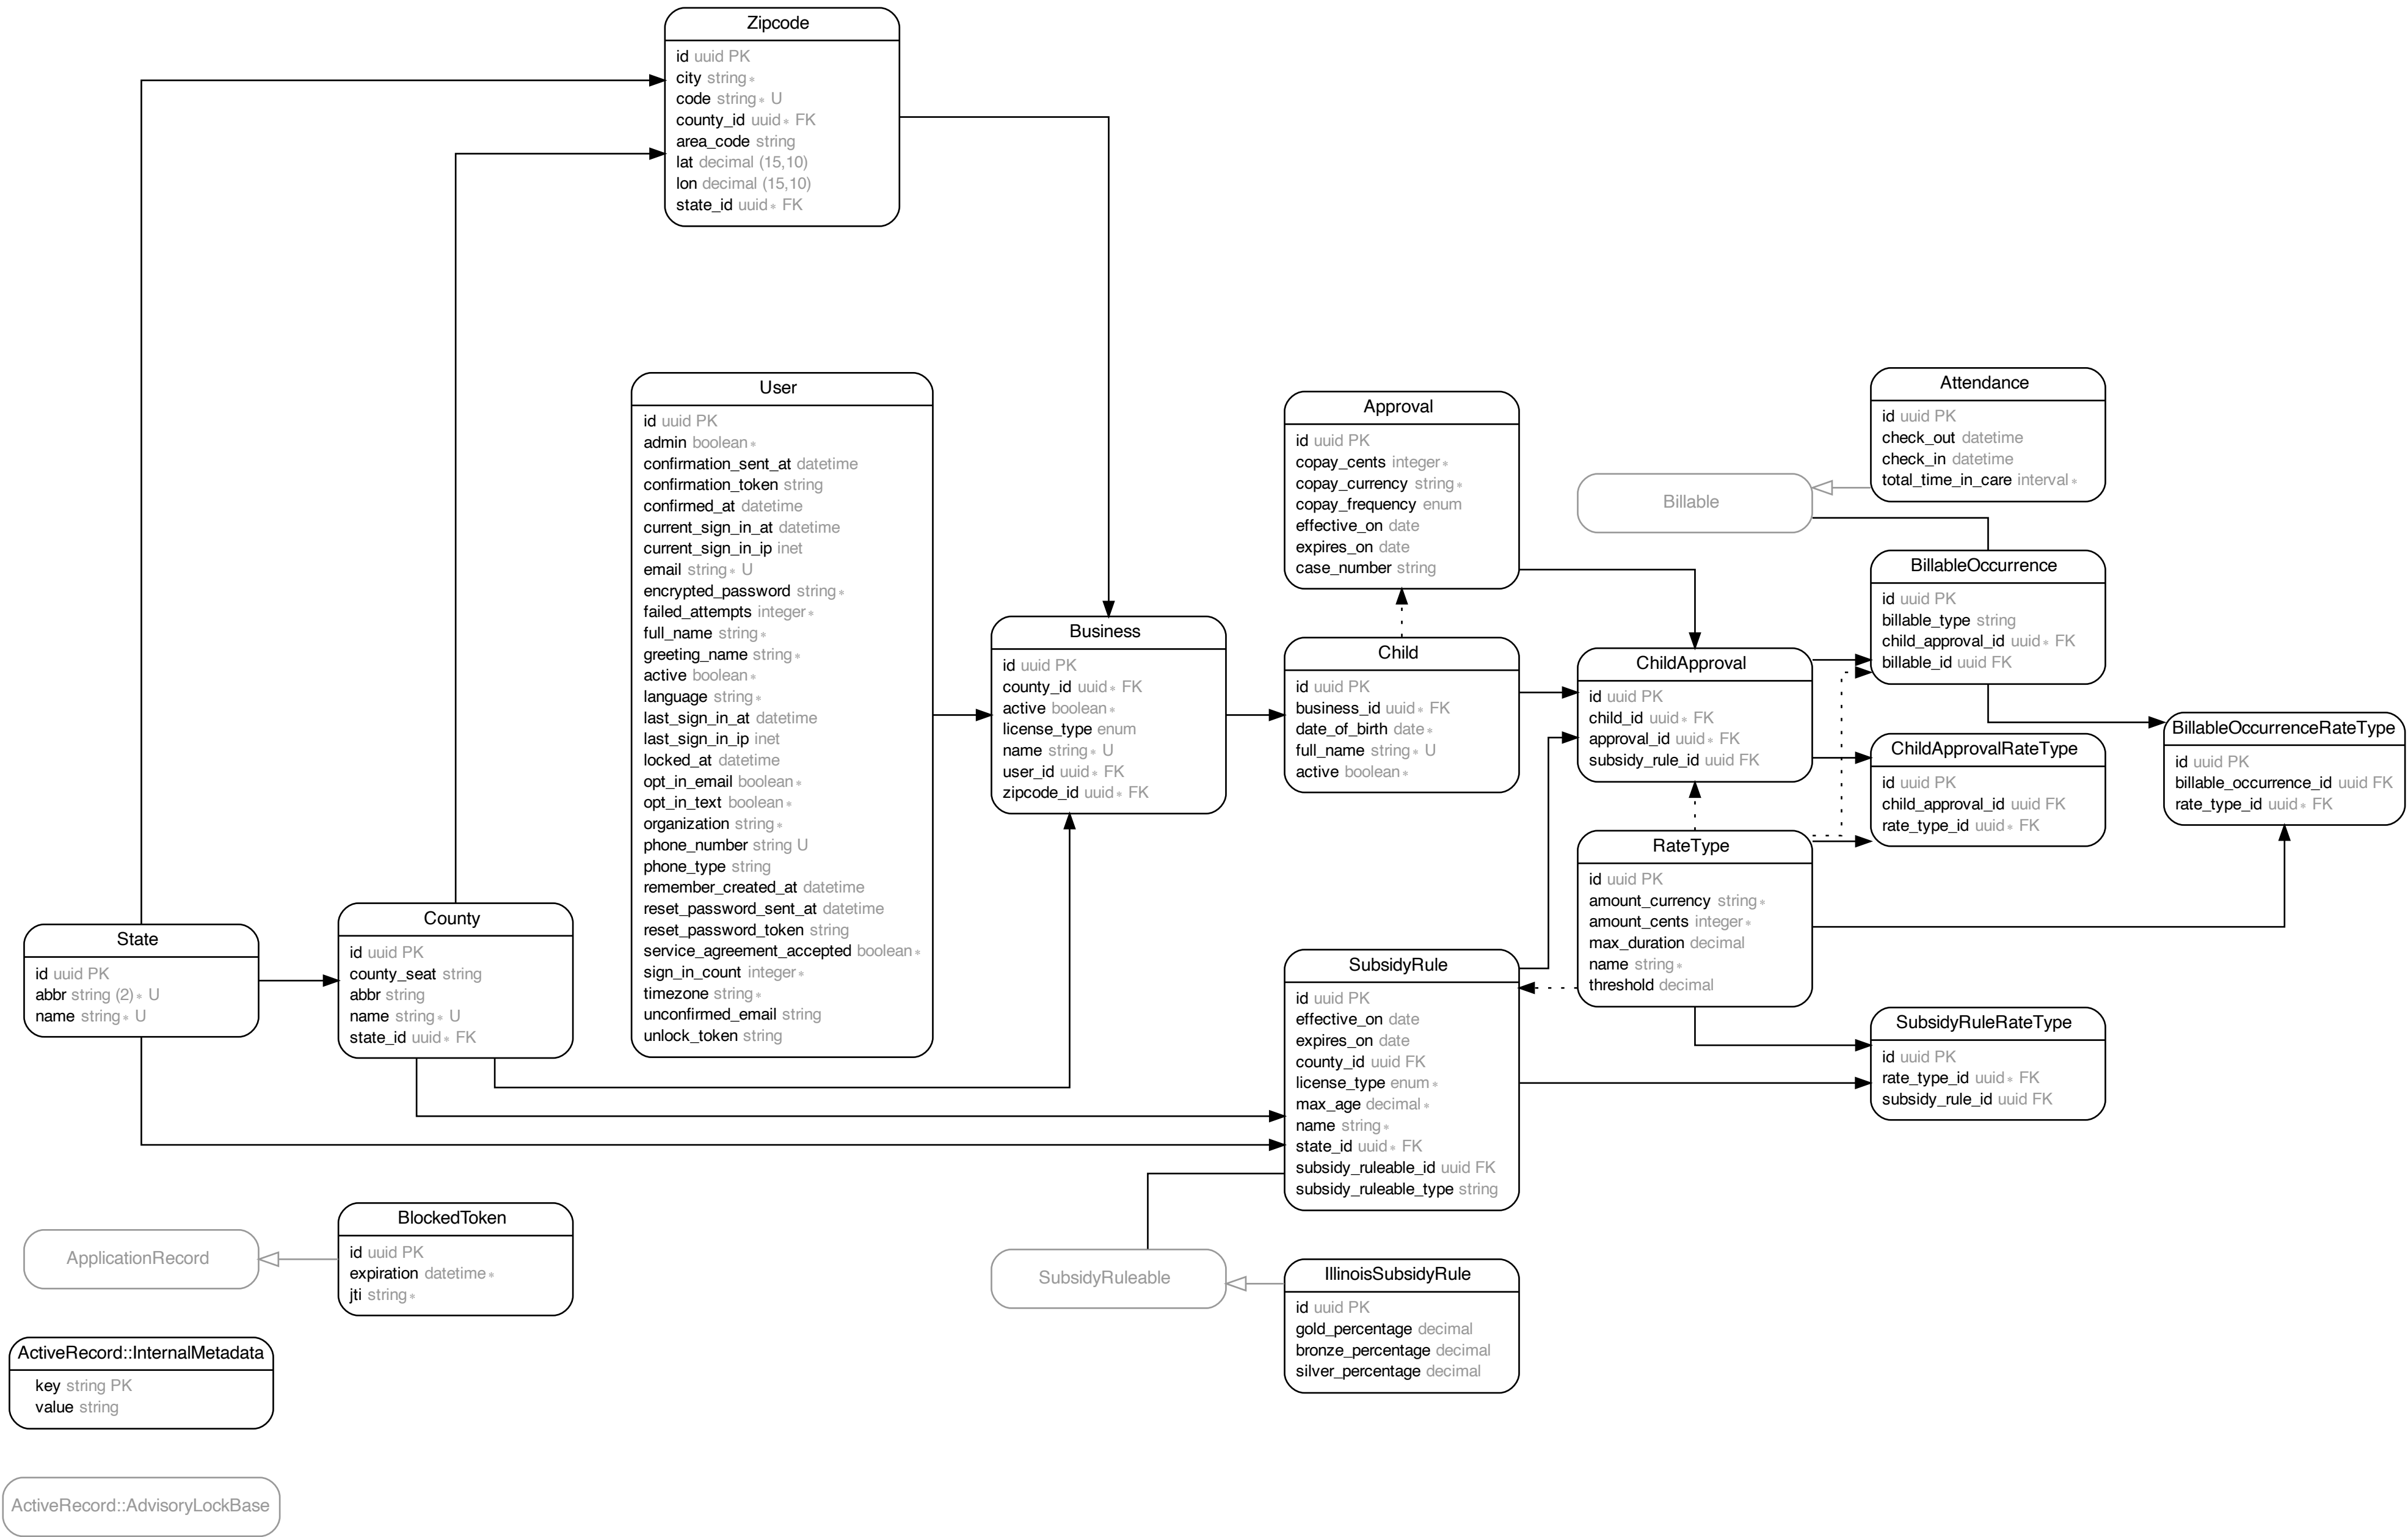 Zipcode
id uuid PK
city string∗
code string∗ U
county_id uuid∗ FK
area_code string
lat decimal (15,10)
lon decimal (15,10)
state_id uuid∗ FK
User
id uuid PK
admin boolean∗
confirmation_sent_at datetime
confirmation_token string
confirmed_at datetime
current_sign_in_at datetime
current_sign_in_ip inet
email string∗ U
encrypted_password string∗
failed_attempts integer∗
full_name string∗
greeting_name string∗
active boolean∗
language string∗
last_sign_in_at datetime
last_sign_in_ip inet
locked_at datetime
opt_in_email boolean∗
opt_in_text boolean∗
organization string∗
phone_number string U
phone_type string
remember_created_at datetime
reset_password_sent_at datetime
reset_password_token string
service_agreement_accepted boolean∗
sign_in_count integer∗
timezone string∗
unconfirmed_email string
unlock_token string
Attendance
id uuid PK
check_out datetime
check_in datetime
total_time_in_care interval∗
Approval
id uuid PK
copay_cents integer∗
copay_currency string∗
copay_frequency enum
effective_on date
expires_on date
case_number string
Billable
BillableOccurrence
id uuid PK
billable_type string
child_approval_id uuid∗ FK
billable_id uuid FK
Business
id uuid PK
county_id uuid∗ FK
active boolean∗
license_type enum
name string∗ U
user_id uuid∗ FK
zipcode_id uuid∗ FK
Child
id uuid PK
business_id uuid∗ FK
date_of_birth date∗
full_name string∗ U
active boolean∗
ChildApproval
id uuid PK
child_id uuid∗ FK
approval_id uuid∗ FK
subsidy_rule_id uuid FK
BillableOccurrenceRateType
id uuid PK
billable_occurrence_id uuid FK
rate_type_id uuid∗ FK
ChildApprovalRateType
id uuid PK
child_approval_id uuid FK
rate_type_id uuid∗ FK
RateType
id uuid PK
amount_currency string∗
amount_cents integer∗
max_duration decimal
name string∗
threshold decimal
State
id uuid PK
abbr string (2)∗ U
name string∗ U
County
id uuid PK
county_seat string
abbr string
name string∗ U
state_id uuid∗ FK
SubsidyRule
id uuid PK
effective_on date
expires_on date
county_id uuid FK
license_type enum∗
max_age decimal∗
name string∗
state_id uuid∗ FK
subsidy_ruleable_id uuid FK
subsidy_ruleable_type string
SubsidyRuleRateType
id uuid PK
rate_type_id uuid∗ FK
subsidy_rule_id uuid FK
ApplicationRecord
BlockedToken
id uuid PK
expiration datetime∗
jti string∗
SubsidyRuleable
IllinoisSubsidyRule
id uuid PK
gold_percentage decimal
bronze_percentage decimal
silver_percentage decimal
ActiveRecord::InternalMetadata
key string PK
value string
ActiveRecord::AdvisoryLockBase